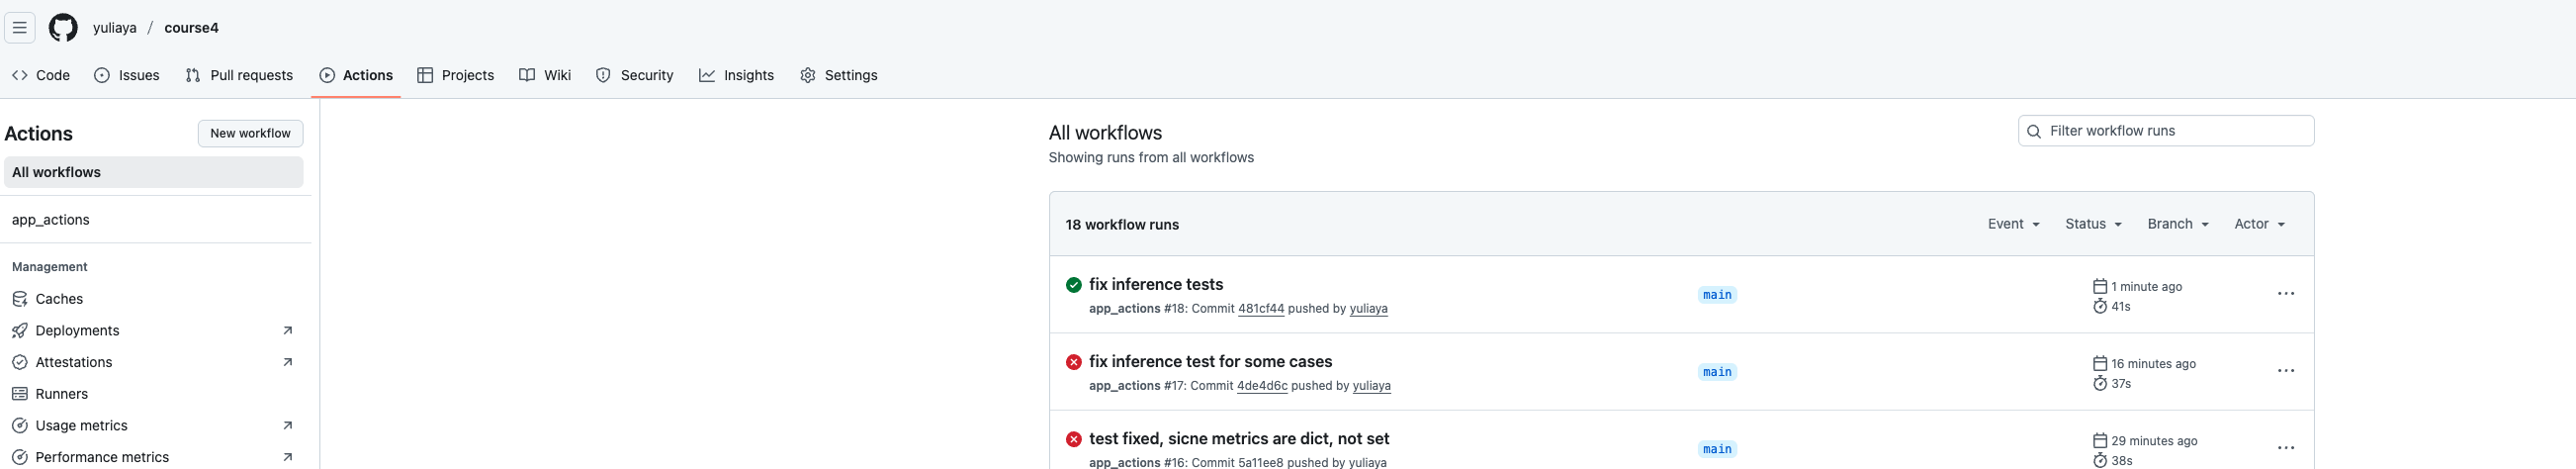 yuliaya / course4
Code Issues Pull requests Actions Projects Wiki Security Insights Settings
Actions
New workflow
All workflows
app_actions
Management
Caches
Deployments
Attestations
Runners
Usage metrics
Performance metrics
All workflows
Showing runs from all workflows
Filter workflow runs
18 workflow runs
Event Status Branch Actor
fix inference tests
app_actions #18: Commit 481cf44 pushed by yuliaya
main
1 minute ago
41s
fix inference test for some cases
app_actions #17: Commit 4de4d6c pushed by yuliaya
main
16 minutes ago
37s
test fixed, sicne metrics are dict, not set
app_actions #16: Commit 5a11ee8 pushed by yuliaya
main
29 minutes ago
38s